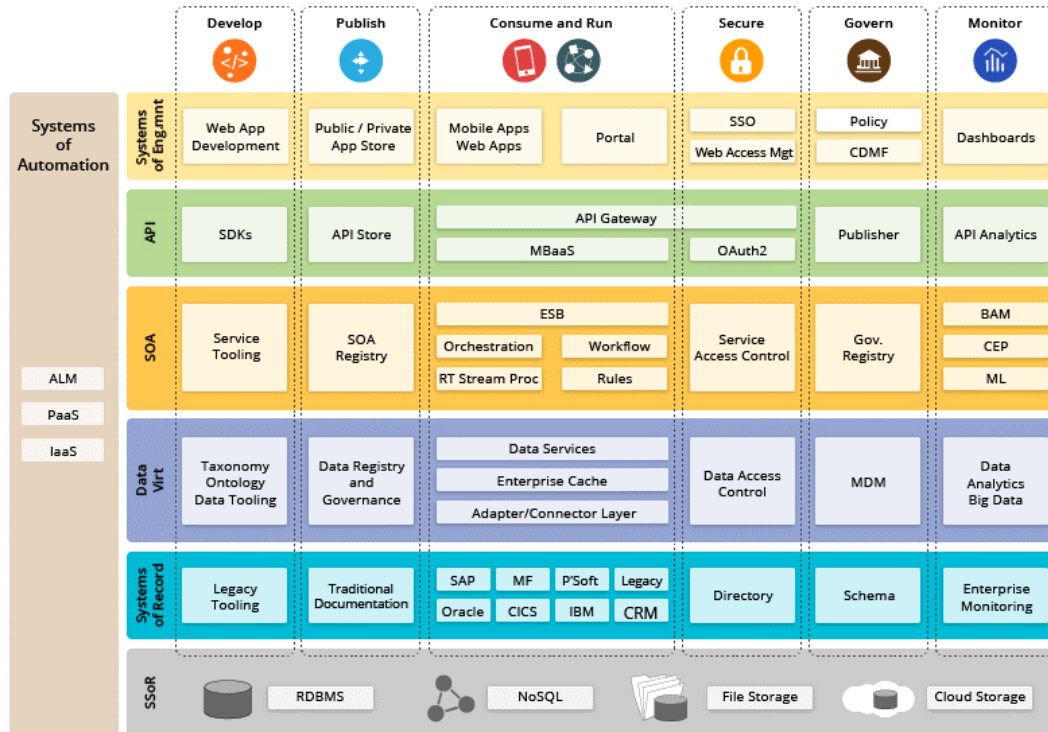 Develop
Publish
Consume and Run
Secure
Govern
Monitor
Systems
of
Automation
ALM
PaaS
IaaS
Systems
of Eng.mnt
Web App
Development
Public / Private
App Store
Mobile Apps
Web Apps
Portal
SSO
Web Access Mgt
Policy
CDMF
Dashboards
API
SDKs
API Store
API Gateway
MBaaS
OAuth2
Publisher
API Analytics
SOA
Service
Tooling
SOA
Registry
ESB
Orchestration
Workflow
RT Stream Proc
Rules
Service
Access Control
Gov.
Registry
BAM
CEP
ML
Data
Virt
Taxonomy
Ontology
Data Tooling
Data Registry
and
Governance
Data Services
Enterprise Cache
Adapter/Connector Layer
Data Access
Control
MDM
Data
Analytics
Big Data
Systems
of Record
Legacy
Tooling
Traditional
Documentation
SAP
MF
P'Soft
Legacy
Oracle
CICS
IBM
CRM
Directory
Schema
Enterprise
Monitoring
SSoR
RDBMS
NoSQL
File Storage
Cloud Storage